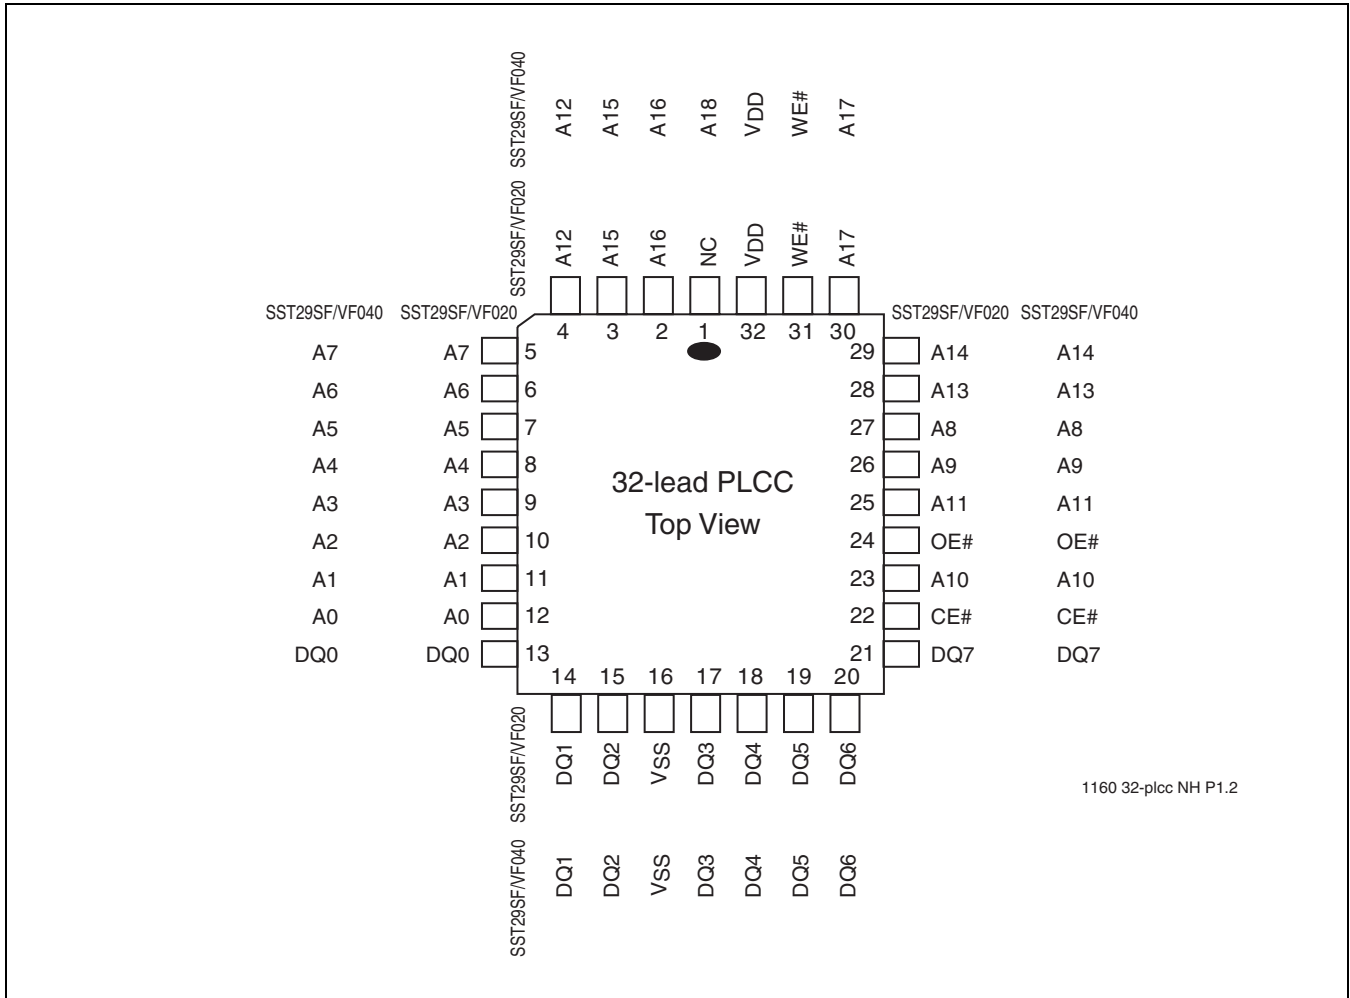 SST29SF/VF040 A12 A15 A16 A18 VDD WE# A17
SST29SF/VF020 A12 A15 A16 NC VDD WE# A17
SST29SF/VF040 SST29SF/VF020 SST29SF/VF020 SST29SF/VF040
4 3 2 1 32 31 30
A7 A7 5 29 A14 A14
A6 A6 6 28 A13 A13
A5 A5 7 27 A8 A8
A4 A4 8 26 A9 A9
32-lead PLCC
A3 A3 9 25 A11 A11
Top View
A2 A2 10 24 OE# OE#
A1 A1 11 23 A10 A10
A0 A0 12 22 CE# CE#
DQ0 DQ0 13 21 DQ7 DQ7
14 15 16 17 18 19 20
SST29SF/VF020 DQ1 DQ2 VSS DQ3 DQ4 DQ5 DQ6
1160 32-plcc NH P1.2
SST29SF/VF040 DQ1 DQ2 VSS DQ3 DQ4 DQ5 DQ6